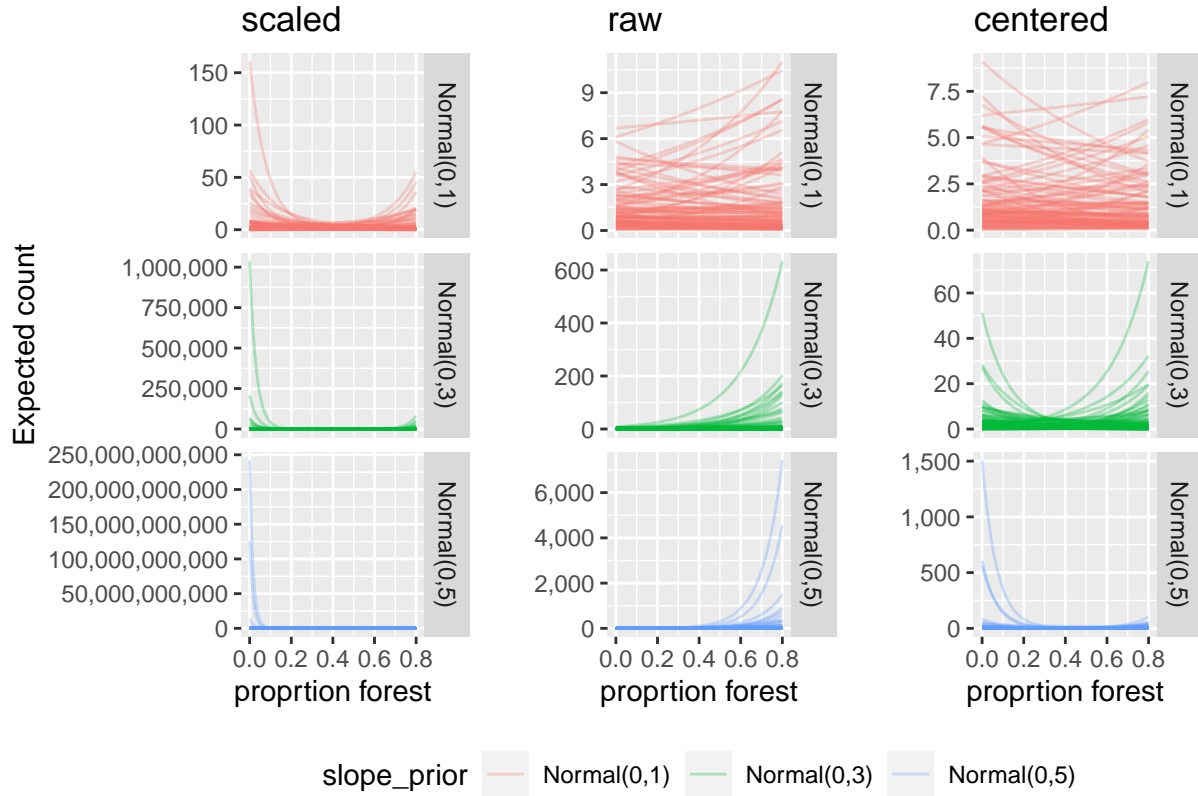 scaled raw centered
150
100
50
0
Normal(0,1)
9
6
3
0
Normal(0,1)
7.5
5.0
2.5
0.0
Normal(0,1)
Expected count
1,000,000
750,000
500,000
250,000
0
Normal(0,3)
600
400
200
0
Normal(0,3)
60
40
20
0
Normal(0,3)
250,000,000,000
200,000,000,000
150,000,000,000
100,000,000,000
50,000,000,000
0
Normal(0,5)
6,000
4,000
2,000
0
Normal(0,5)
1,500
1,000
500
0
Normal(0,5)
0.0 0.2 0.4 0.6 0.8 0.0 0.2 0.4 0.6 0.8 0.0 0.2 0.4 0.6 0.8
proprtion forest proprtion forest proprtion forest
slope_prior Normal(0,1) Normal(0,3) Normal(0,5)